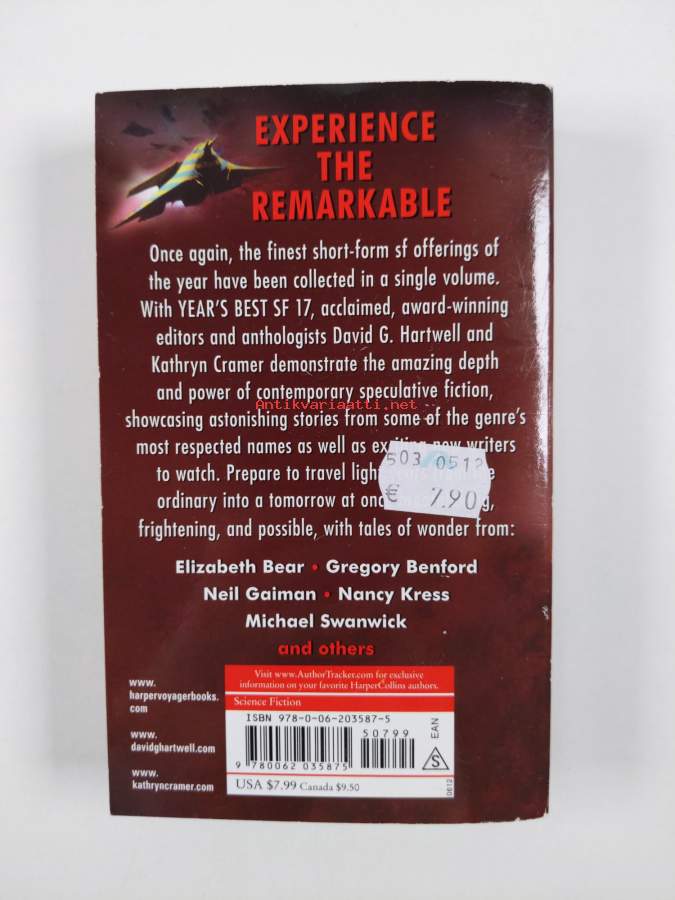 EXPERIENCE
THE
REMARKABLE
Once again, the finest short-form sf offerings of
the year have been collected in a single volume.
With YEAR'S BEST SF 17, acclaimed, award-winning
editors and anthologists David G. Hartwell and
Kathryn Cramer demonstrate the amazing depth
and power of contemporary speculative fiction,
Antikvariaatti.net
showcasing astonishing stories from some of the genre's
most respected names as well as new writers
to watch. Prepare to travel
ordinary into a tomorrow at
frightening, and possible, with tales of wonder from:
503 0512
€ 7.90
Elizabeth Bear • Gregory Benford
Neil Gaiman • Nancy Kress
Michael Swanwick
and others
www.
harpervoyagerbooks.
com
www.
davidghartwell.com
www.
kathryncramer.com
Visit www.AuthorTracker.com for exclusive
information on your favorite HarperCollins authors.
Science Fiction
ISBN 978-0-06-203587-5
50799
9 780062 035875
EAN
S
USA $7.99 Canada $9.50
0612